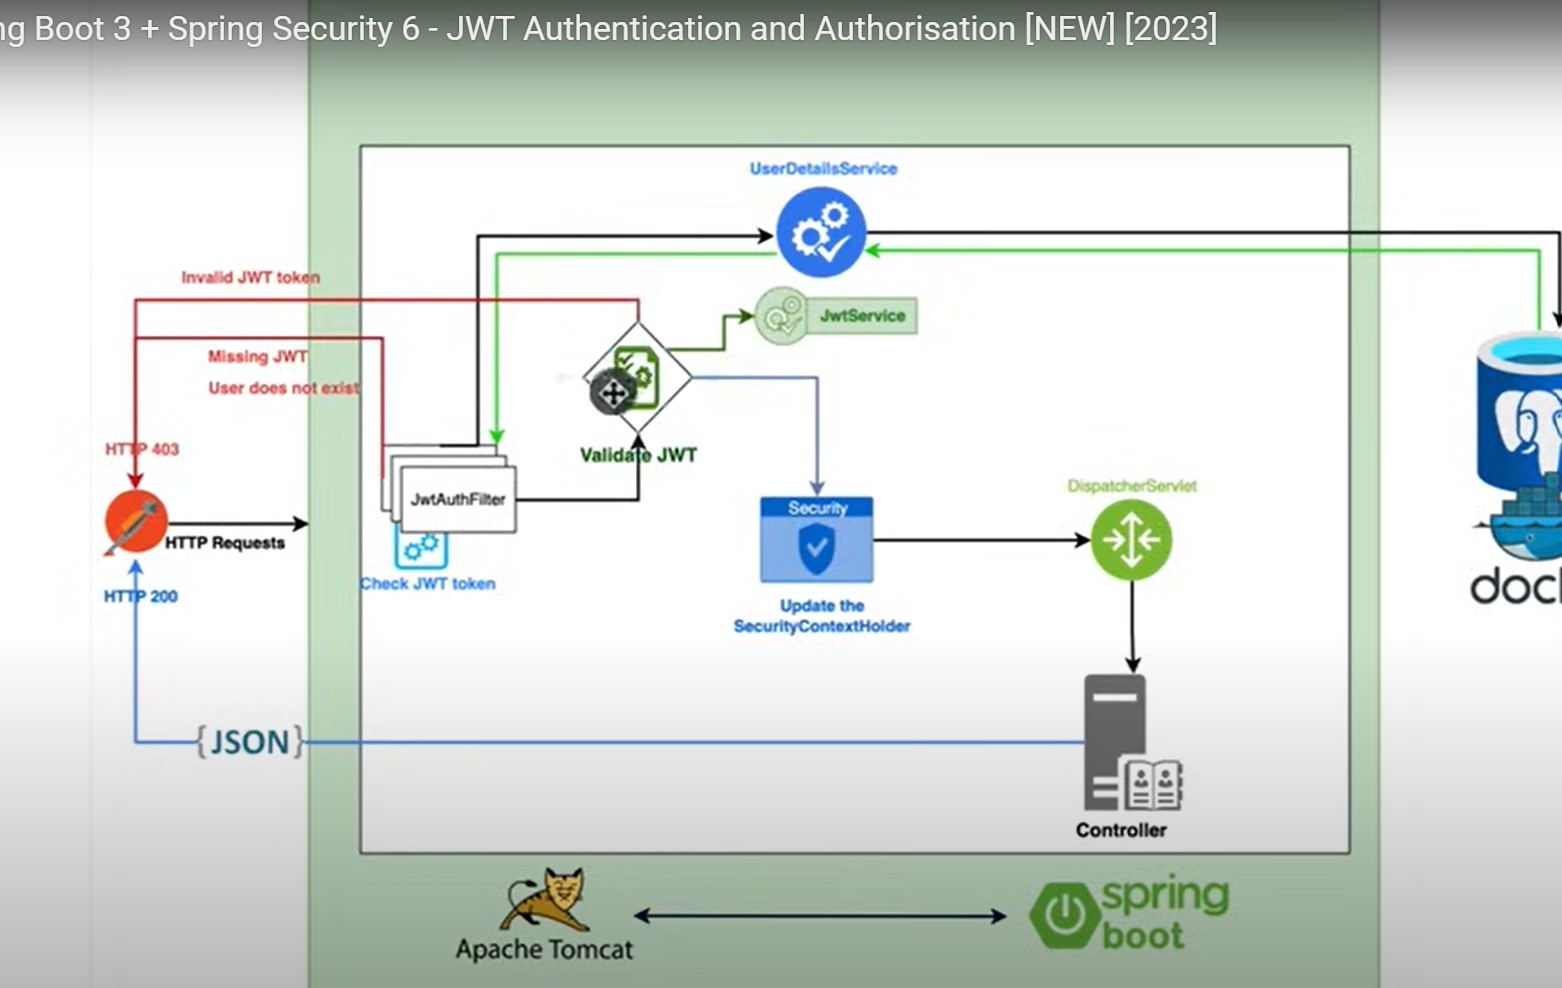 ng Boot 3 + Spring Security 6 - JWT Authentication and Authorisation [NEW] [2023]
UserDetailsService
Invalid JWT token
JwtService
Missing JWT
User does not exist
HTTP 403
Validate JWT
DispatcherServlet
JwtAuthFilter
Security
HTTP Requests
Check JWT token
HTTP 200
Update the
SecurityContextHolder
doc
{JSON}
Controller
spring
boot
Apache Tomcat